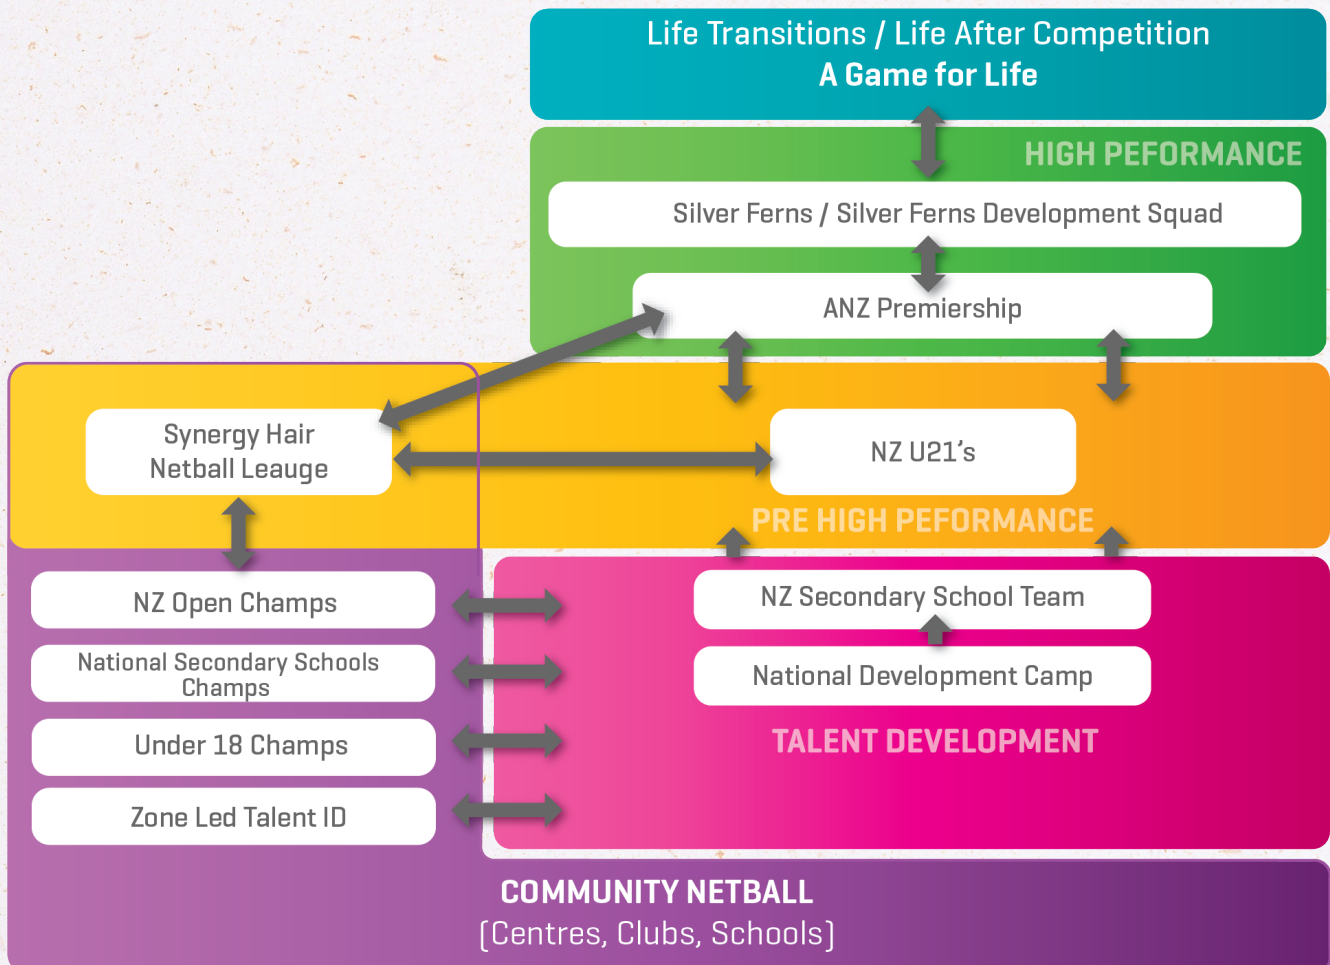 Life Transitions / Life After Competition
A Game for Life
HIGH PEFORMANCE
Silver Ferns / Silver Ferns Development Squad
ANZ Premiership
Synergy Hair
Netball Leauge
NZ U21's
PRE HIGH PEFORMANCE
NZ Open Champs
National Secondary Schools
Champs
Under 18 Champs
Zone Led Talent ID
NZ Secondary School Team
National Development Camp
TALENT DEVELOPMENT
COMMUNITY NETBALL
(Centres, Clubs, Schools)